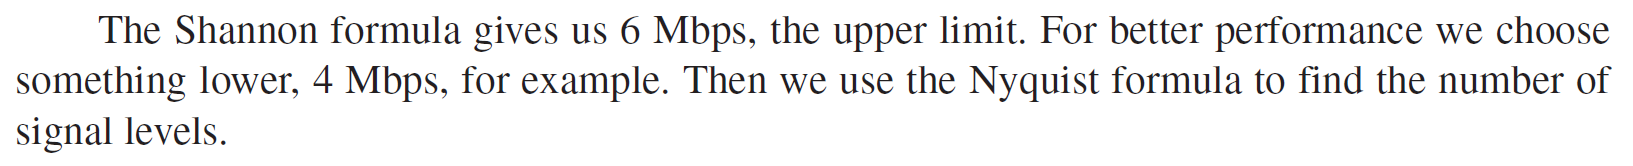 The Shannon formula gives us 6 Mbps, the upper limit. For better performance we choose
something lower, 4 Mbps, for example. Then we use the Nyquist formula to find the number of
signal levels.